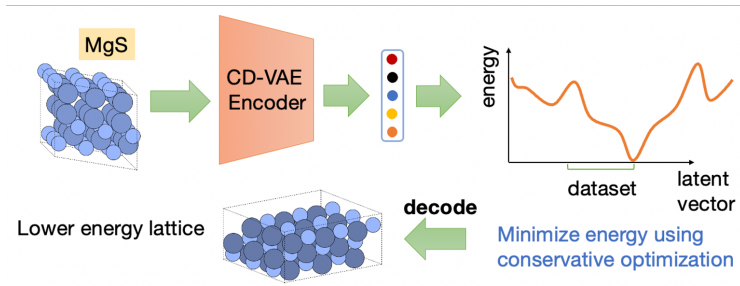 MgS
CD-VAE
Encoder
energy
dataset
latent
vector
Lower energy lattice
decode
Minimize energy using
conservative optimization